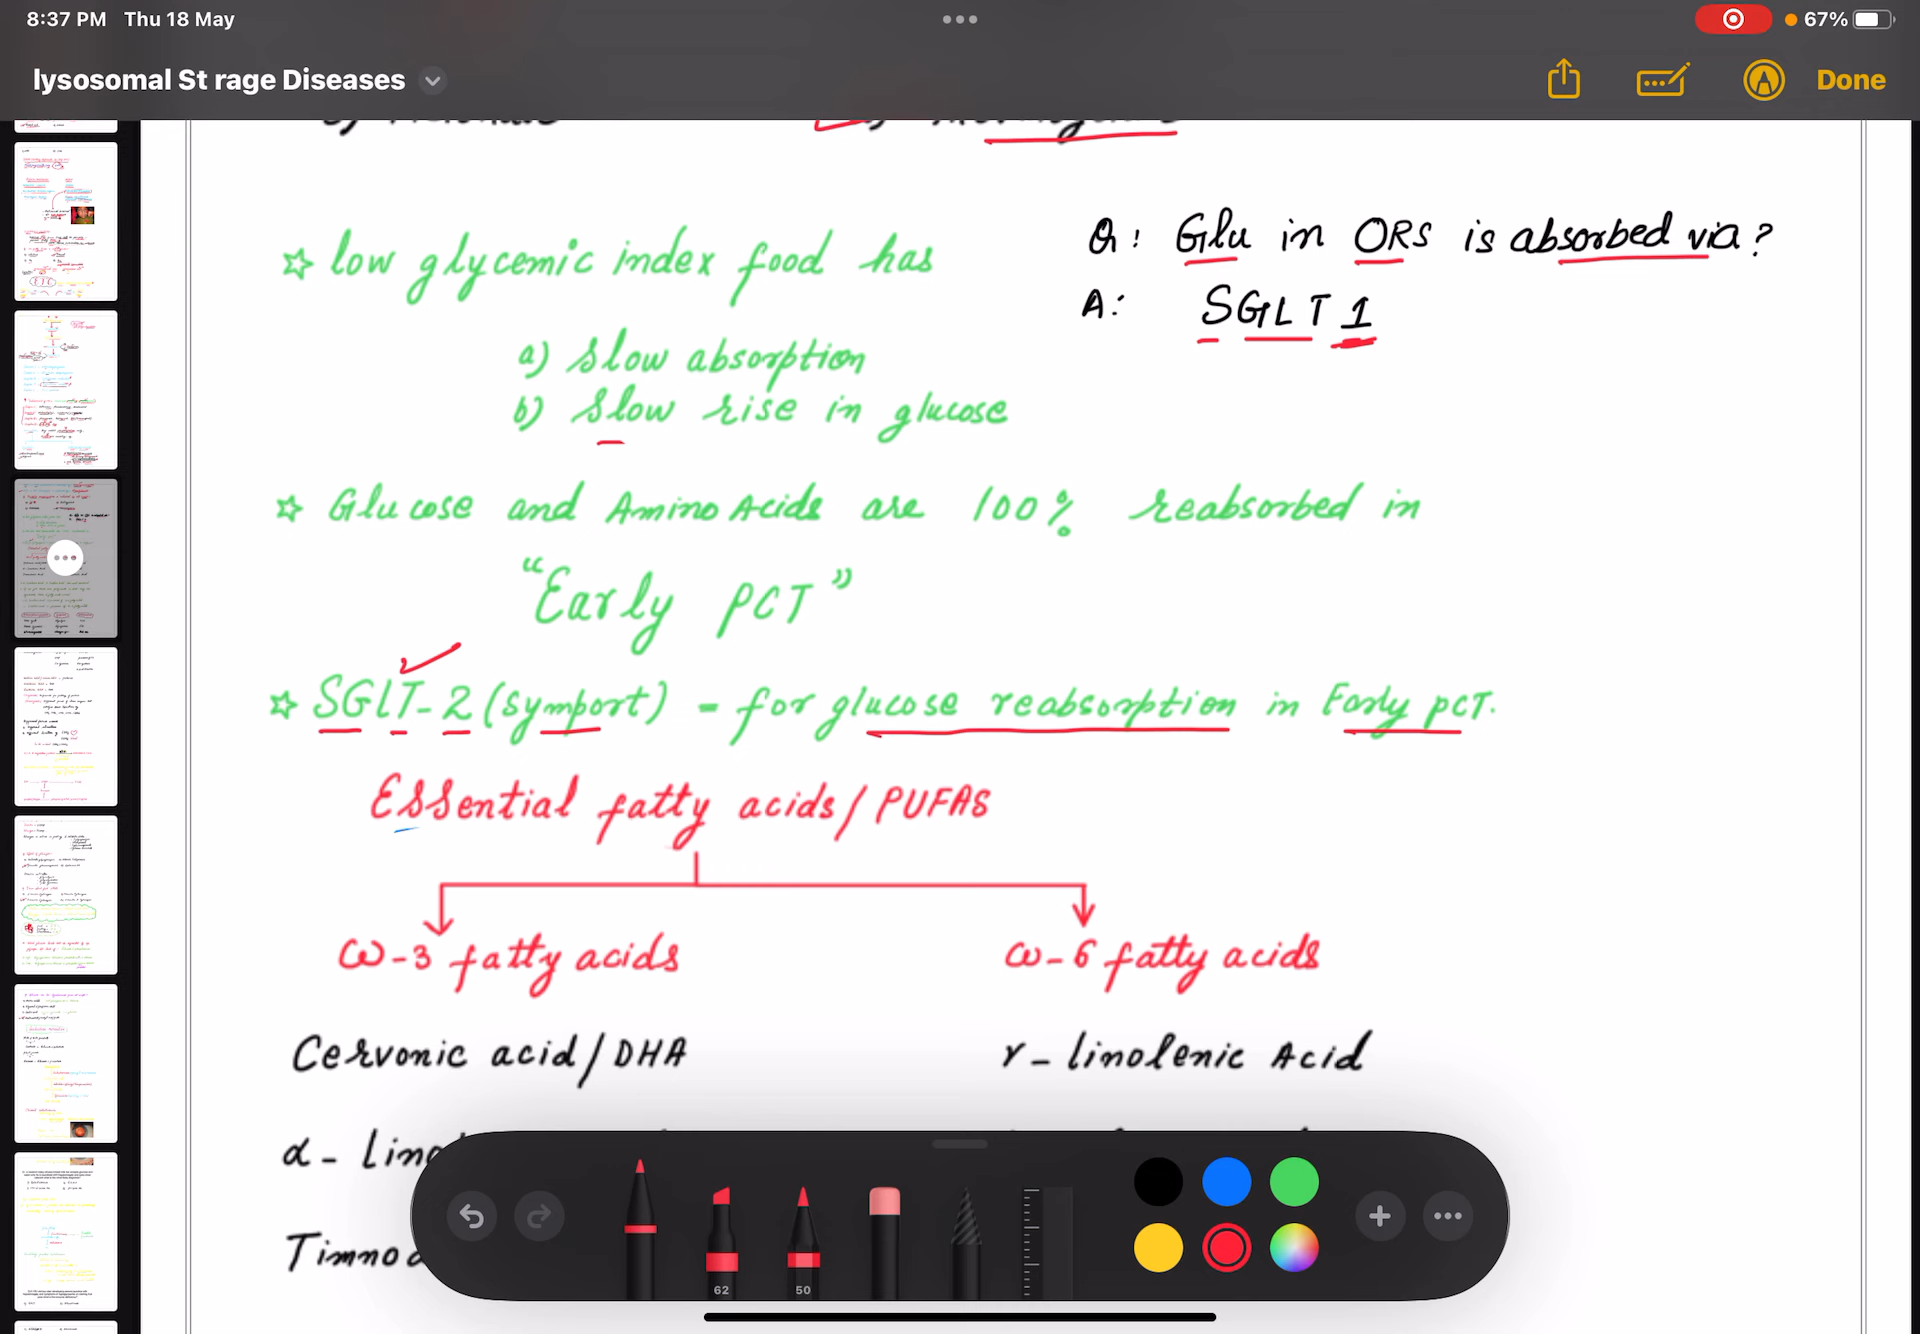 8:37 PM Thu 18 May
67%
lysosomal St rage Diseases
Done
Q: Glu in ORS is absorbed via?
A: SGLT 1
☆ low glycemic index food has
a) Slow absorption
b) Slow rise in glucose
☆ Glucose and Amino Acids are 100% reabsorbed in
"Early PCT"
☆ SGLT-2 (symport) - for glucose reabsorption in Early PCT.
Essential fatty acids / PUFAS
ω-3 fatty acids
ω-6 fatty acids
Cervonic acid / DHA
γ - linolenic Acid
α - Lino
Timno
62
50